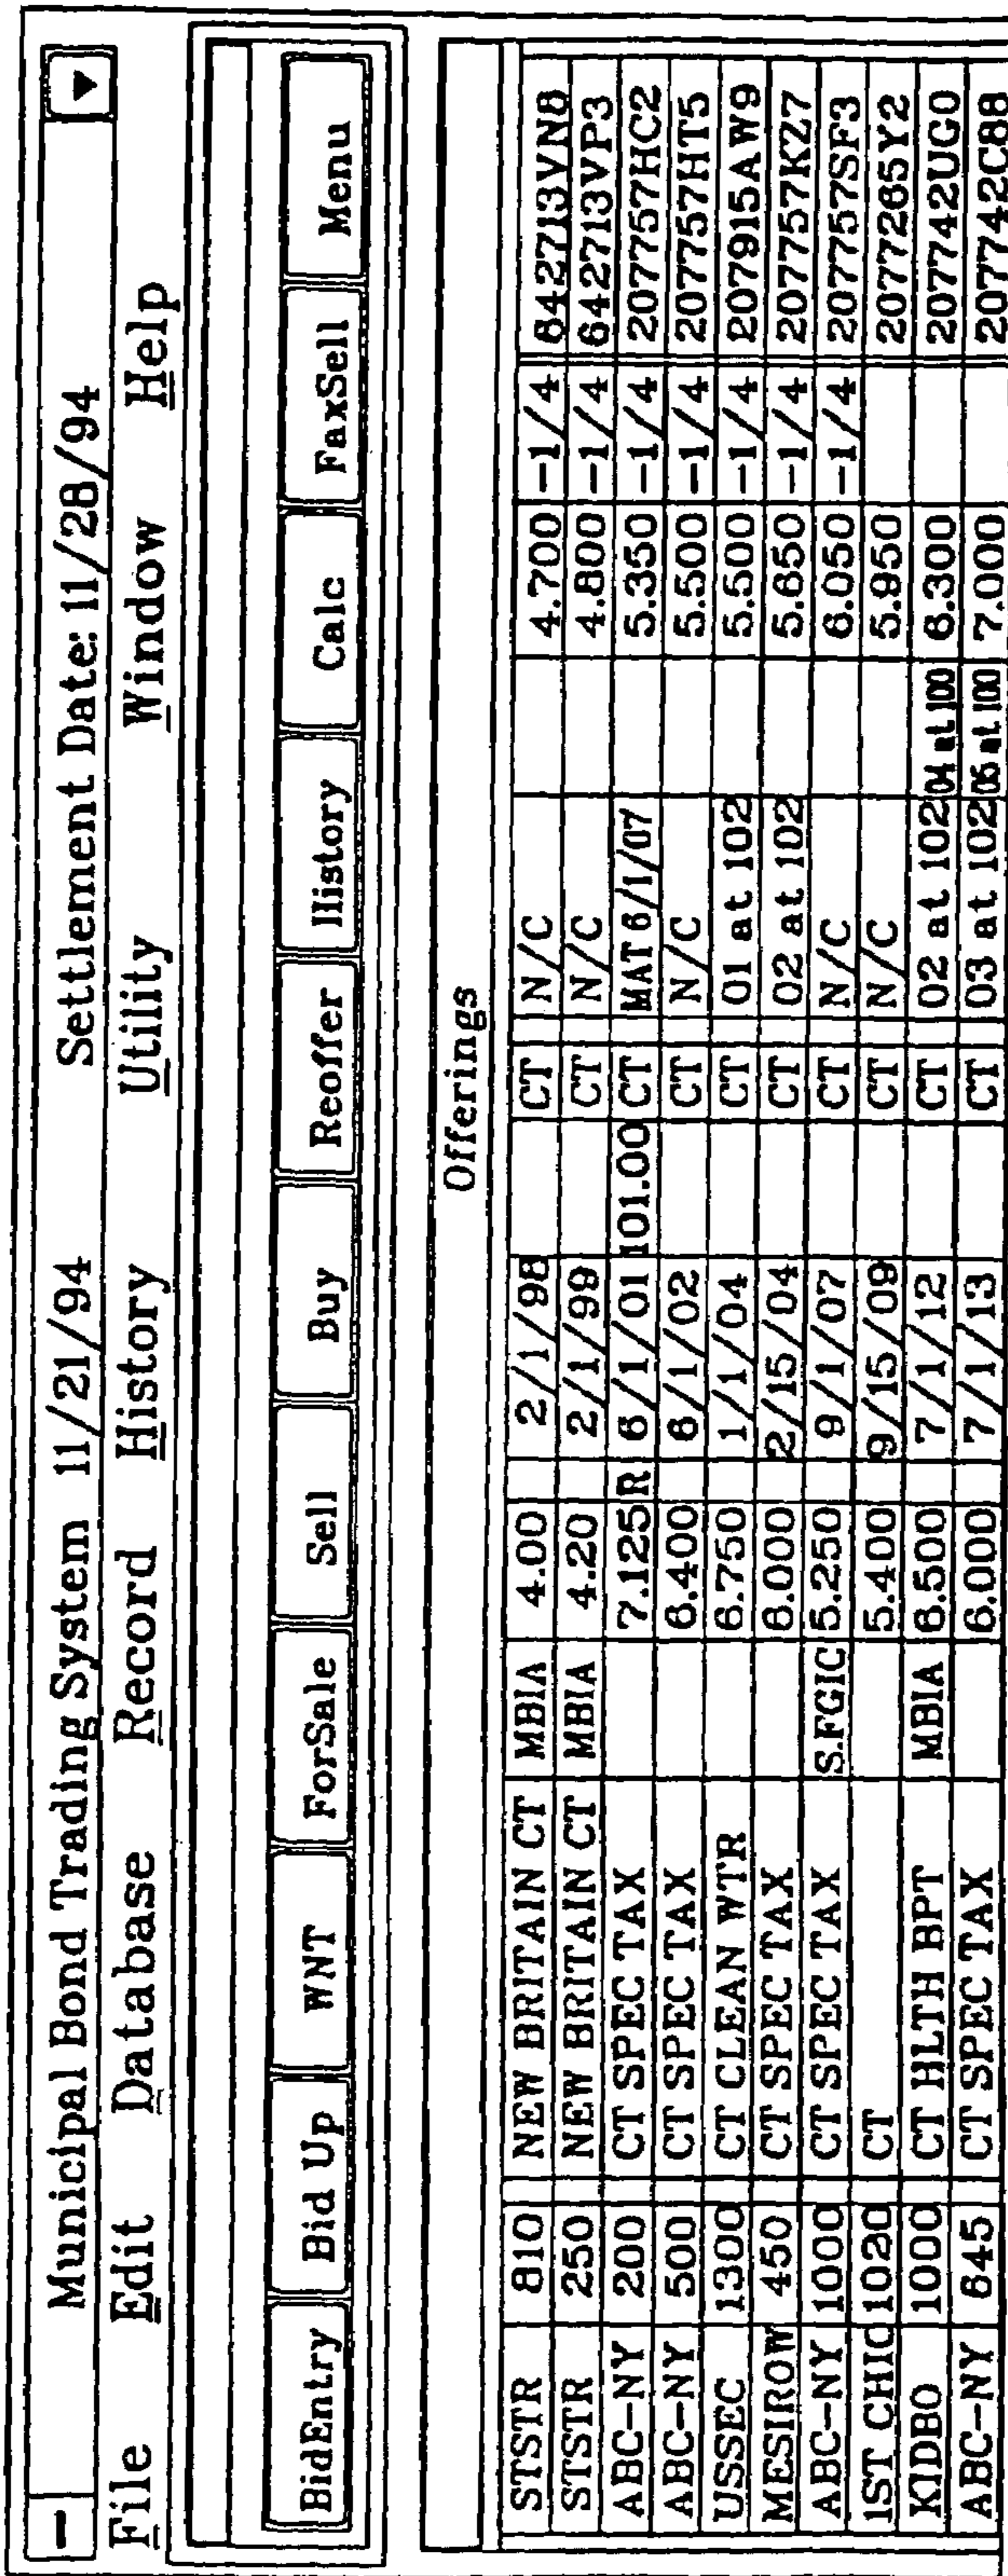 Municipal Bond Trading System 11/21/94 Settlement Date: 11/28/94
File Edit Database Record History Utility Window Help
BidEntry Bid Up WNT ForSale Sell Buy Reoffer History Calc FaxSell Menu
Offerings
STSTR 810 NEW BRITAIN CT MBIA 4.00 2/1/98 CT N/C 4.700 -1/4 642713VN8
STSTR 250 NEW BRITAIN CT MBIA 4.20 2/1/99 CT N/C 4.800 -1/4 642713VP3
ABC-NY 200 CT SPEC TAX 7.125 R 6/1/01 101.00 CT MAT 6/1/07 5.350 -1/4 207757HC2
ABC-NY 500 CT SPEC TAX 6.400 6/1/02 CT N/C 5.500 -1/4 207757HT5
USSEC 1300 CT CLEAN WTR 6.750 1/1/04 CT 01 at 102 5.500 -1/4 207915AW9
MESIROW 450 CT SPEC TAX 6.000 2/15/04 CT 02 at 102 5.650 -1/4 207757KZ7
ABC-NY 1000 CT SPEC TAX S.FGIC 5.250 9/1/07 CT N/C 6.050 -1/4 207757SF3
1ST CHIC 1020 CT 5.400 9/15/09 CT N/C 5.950 2077265Y2
KIDBO 1000 CT HLTH BPT MBIA 6.500 7/1/12 CT 02 at 102 04 at 100 6.300 207742UG0
ABC-NY 645 CT SPEC TAX 6.000 7/1/13 CT 03 at 102 05 at 100 7.000 207742C88